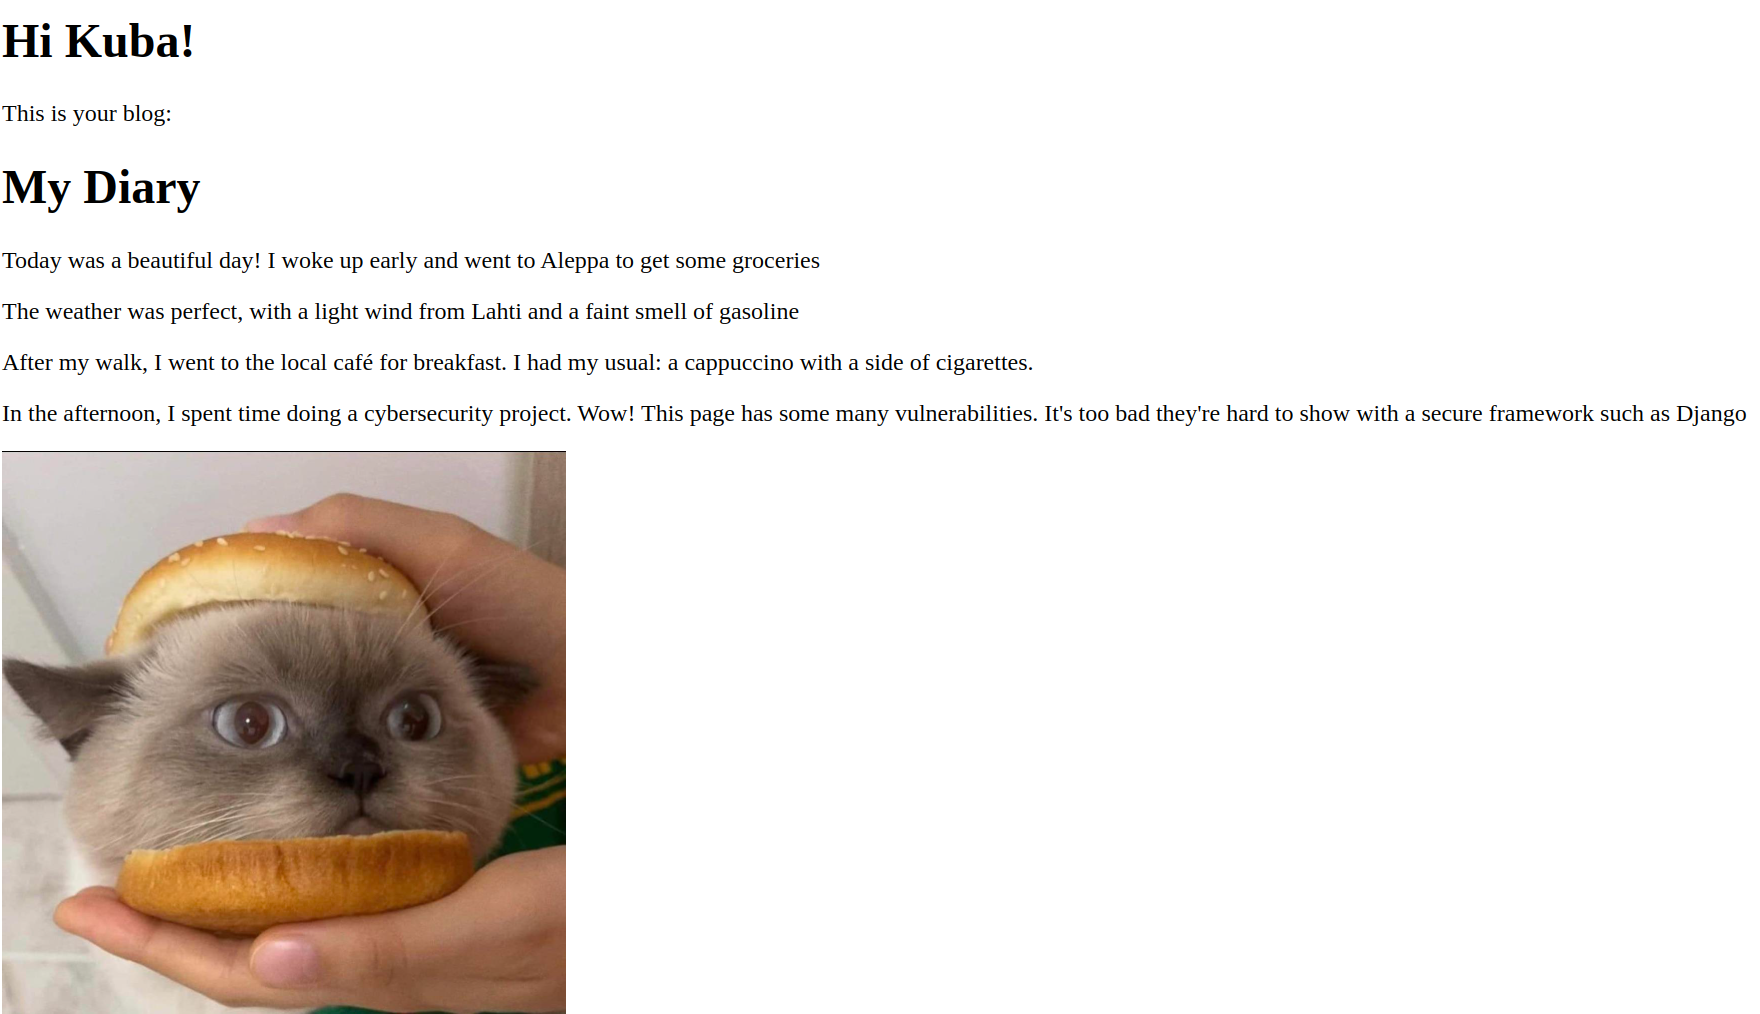 Hi Kuba!
This is your blog:
My Diary
Today was a beautiful day! I woke up early and went to Aleppa to get some groceries
The weather was perfect, with a light wind from Lahti and a faint smell of gasoline
After my walk, I went to the local café for breakfast. I had my usual: a cappuccino with a side of cigarettes.
In the afternoon, I spent time doing a cybersecurity project. Wow! This page has some many vulnerabilities. It's too bad they're hard to show with a secure framework such as Django